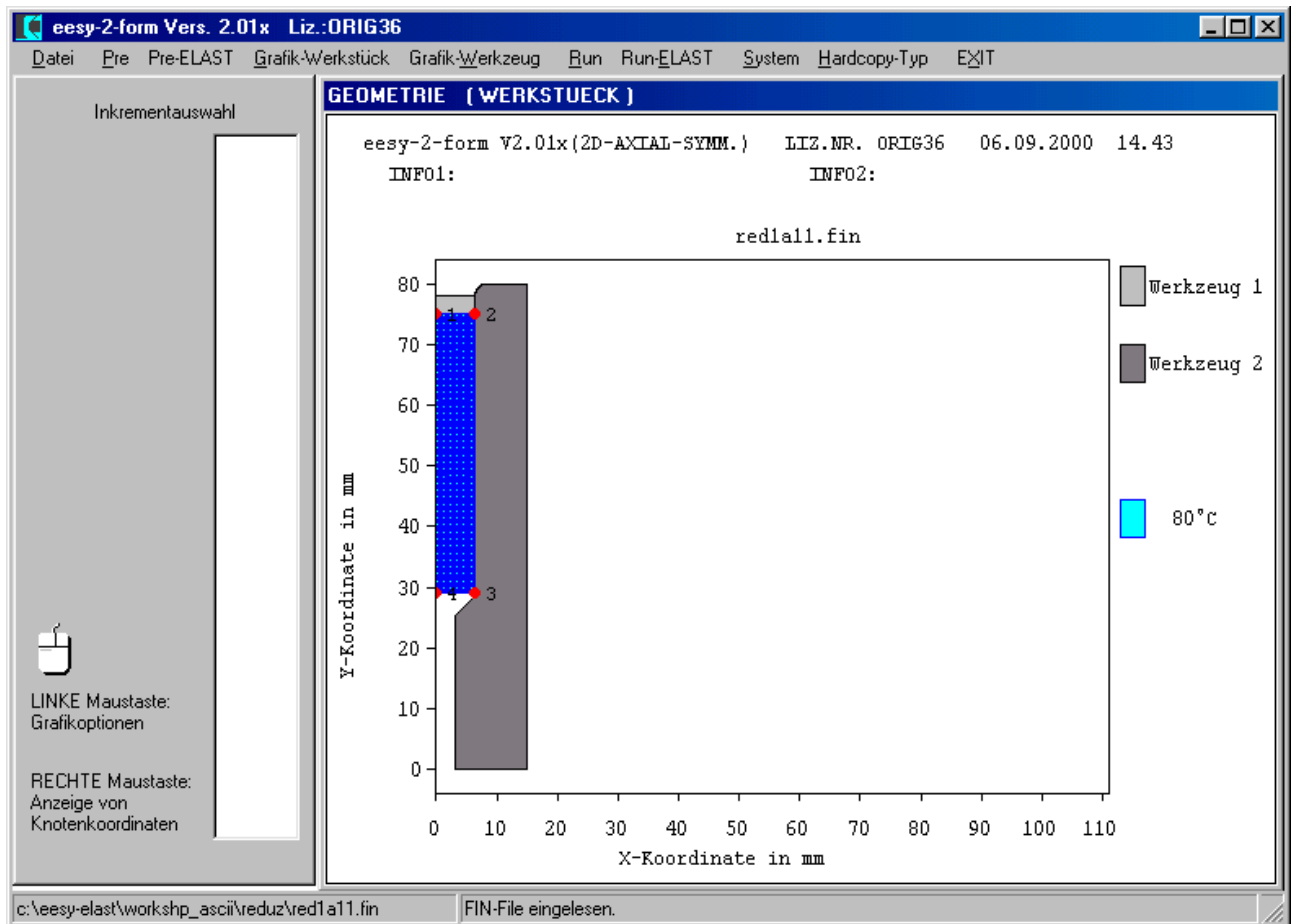 eesy-2-form Vers. 2.01x Liz.:ORIG36
Datei Pre Pre-ELAST Grafik-Werkstück Grafik-Werkzeug Run Run-ELAST System Hardcopy-Typ EXIT
Inkrementauswahl
LINKE Maustaste:
Grafikoptionen
RECHTE Maustaste:
Anzeige von
Knotenkoordinaten
GEOMETRIE ( WERKSTUECK )
eesy-2-form V2.01x(2D-AXIAL-SYMM.) LIZ.NR. ORIG36 06.09.2000 14.43
INFO1: INFO2:
red1a11.fin
80
70
60
50
40
30
20
10
0
Y-Koordinate in mm
1 2
4 3
0 10 20 30 40 50 60 70 80 90 100 110
X-Koordinate in mm
Werkzeug 1
Werkzeug 2
80°C
c:\eesy-elast\workshp_ascii\reduz\red1a11.fin FIN-File eingelesen.